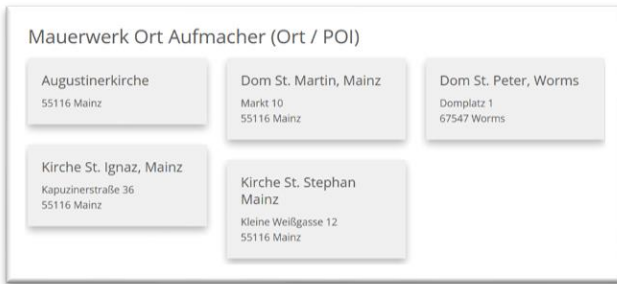 Mauerwerk Ort Aufmacher (Ort / POI)
Augustinerkirche
55116 Mainz
Dom St. Martin, Mainz
Markt 10
55116 Mainz
Dom St. Peter, Worms
Domplatz 1
67547 Worms
Kirche St. Ignaz, Mainz
Kapuzinerstraße 36
55116 Mainz
Kirche St. Stephan
Mainz
Kleine Weißgasse 12
55116 Mainz